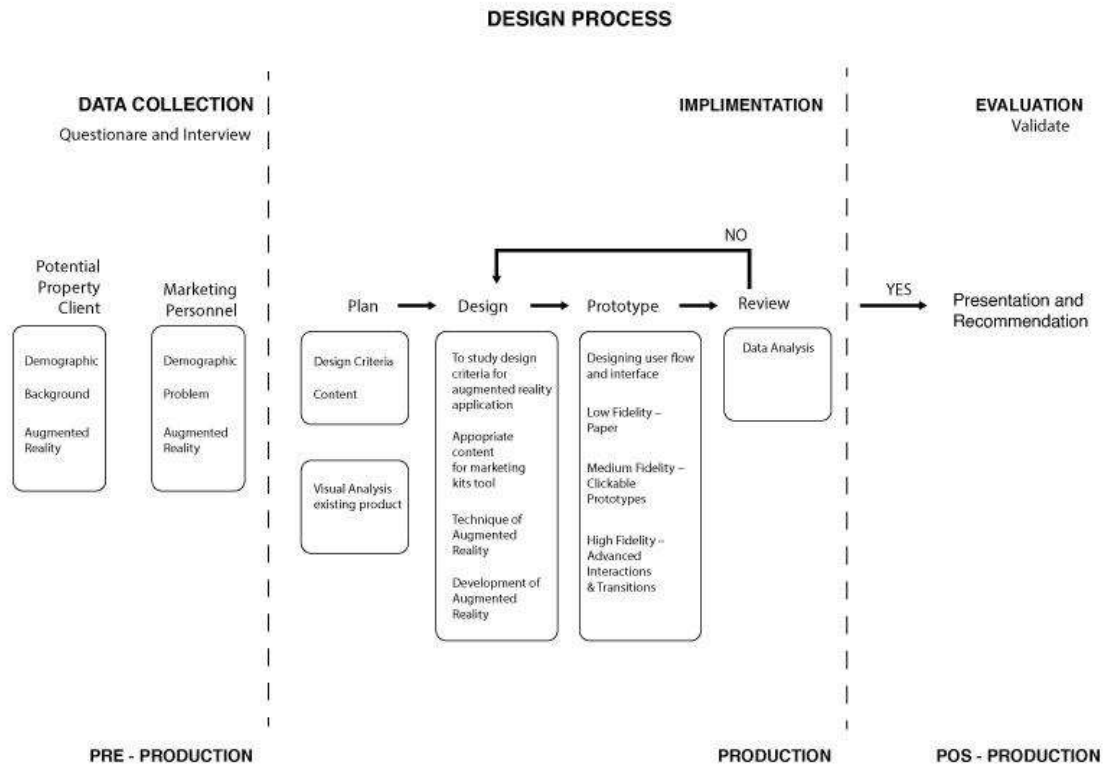 DESIGN PROCESS
DATA COLLECTION
Questionare and Interview
IMPLIMENTATION
EVALUATION
Validate
Potential
Property
Client
Demographic
Background
Augmented
Reality
Marketing
Personnel
Demographic
Problem
Augmented
Reality
NO
Plan
Design Criteria
Content
Visual Analysis
existing product
Design
To study design
criteria for
augmented reality
application
Appopriate
content
for marketing
kits tool
Technique of
Augmented
Reality
Development of
Augmented
Reality
Prototype
Designing user flow
and interface
Low Fidelity –
Paper
Medium Fidelity –
Clickable
Prototypes
High Fidelity –
Advanced
Interactions
& Transitions
Review
Data Analysis
YES
Presentation and
Recommendation
PRE - PRODUCTION
PRODUCTION
POS - PRODUCTION